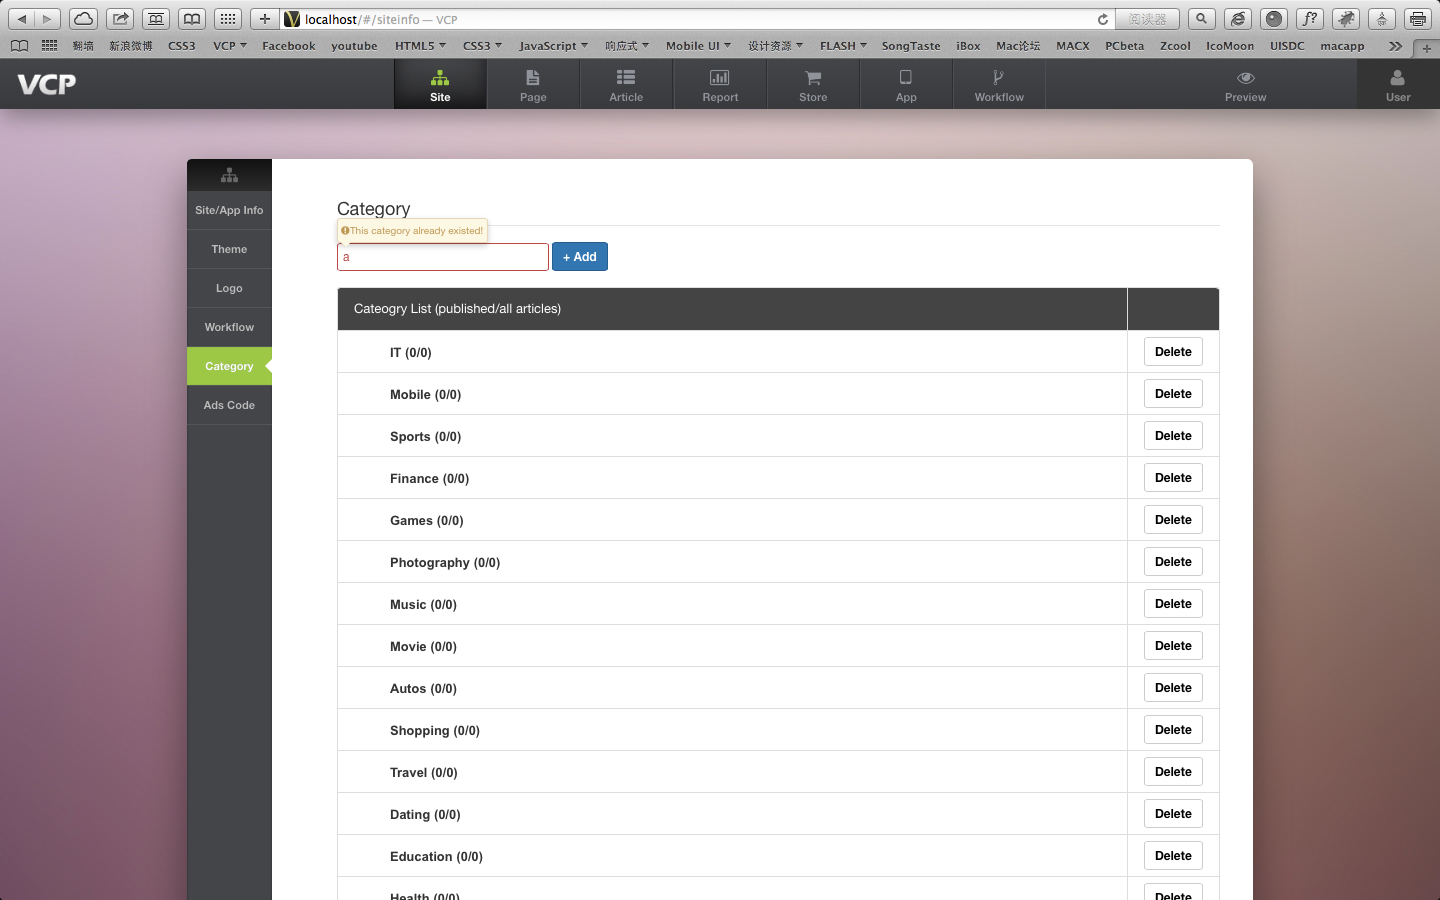 localhost/#/siteinfo — VCP
阅读器
翻墙 新浪微博 CSS3 VCP Facebook youtube HTML5 CSS3 JavaScript 响应式 Mobile UI 设计资源 FLASH SongTaste iBox Mac论坛 MACX PCbeta Zcool IcoMoon UISDC macapp
VCP
Site Page Article Report Store App Workflow Preview User
Site/App Info
Theme
Logo
Workflow
Category
Ads Code
Category
This category already existed!
a
+ Add
Cateogry List (published/all articles)
IT (0/0) Delete
Mobile (0/0) Delete
Sports (0/0) Delete
Finance (0/0) Delete
Games (0/0) Delete
Photography (0/0) Delete
Music (0/0) Delete
Movie (0/0) Delete
Autos (0/0) Delete
Shopping (0/0) Delete
Travel (0/0) Delete
Dating (0/0) Delete
Education (0/0) Delete
Health (0/0) Delete